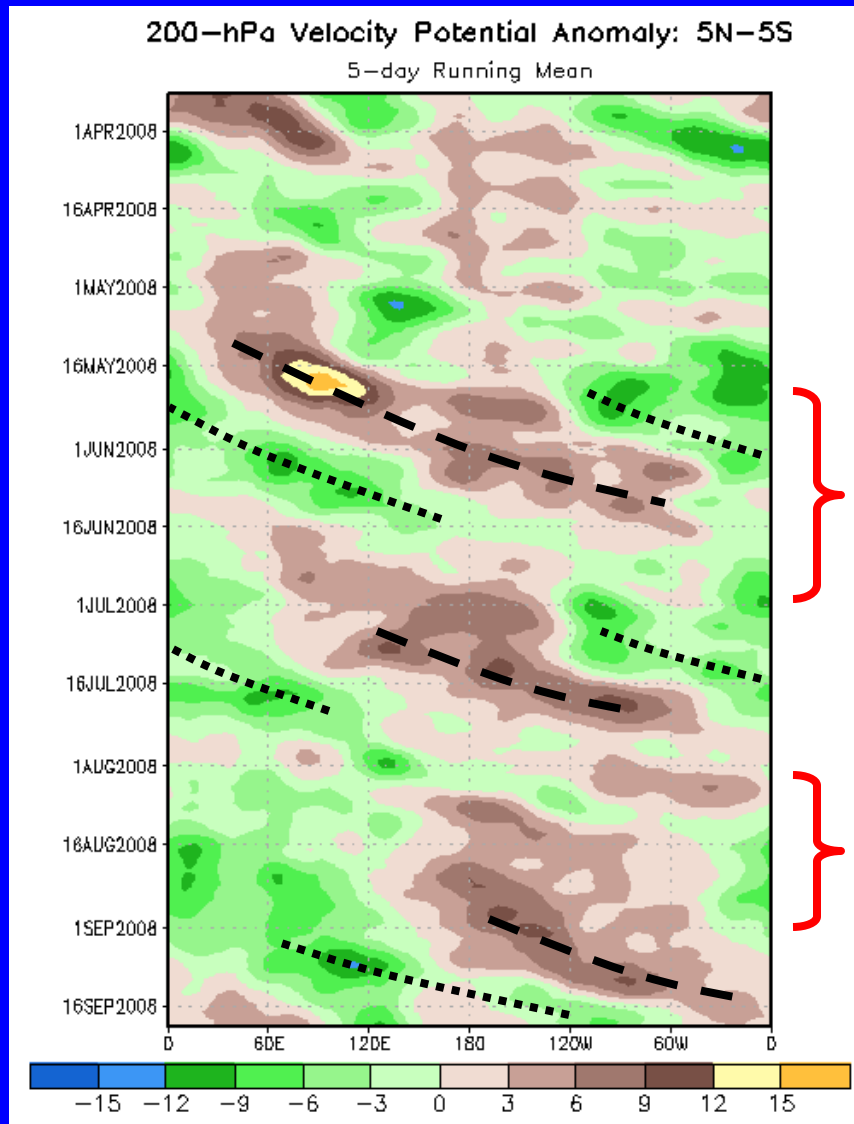 200-hPa Velocity Potential Anomaly: 5N-5S
5-day Running Mean
1APR2008
16APR2008
1MAY2008
16MAY2008
1JUN2008
16JUN2008
1JUL2008
16JUL2008
1AUG2008
16AUG2008
1SEP2008
16SEP2008
0 60E 120E 180 120W 60W 0
-15 -12 -9 -6 -3 0 3 6 9 12 15